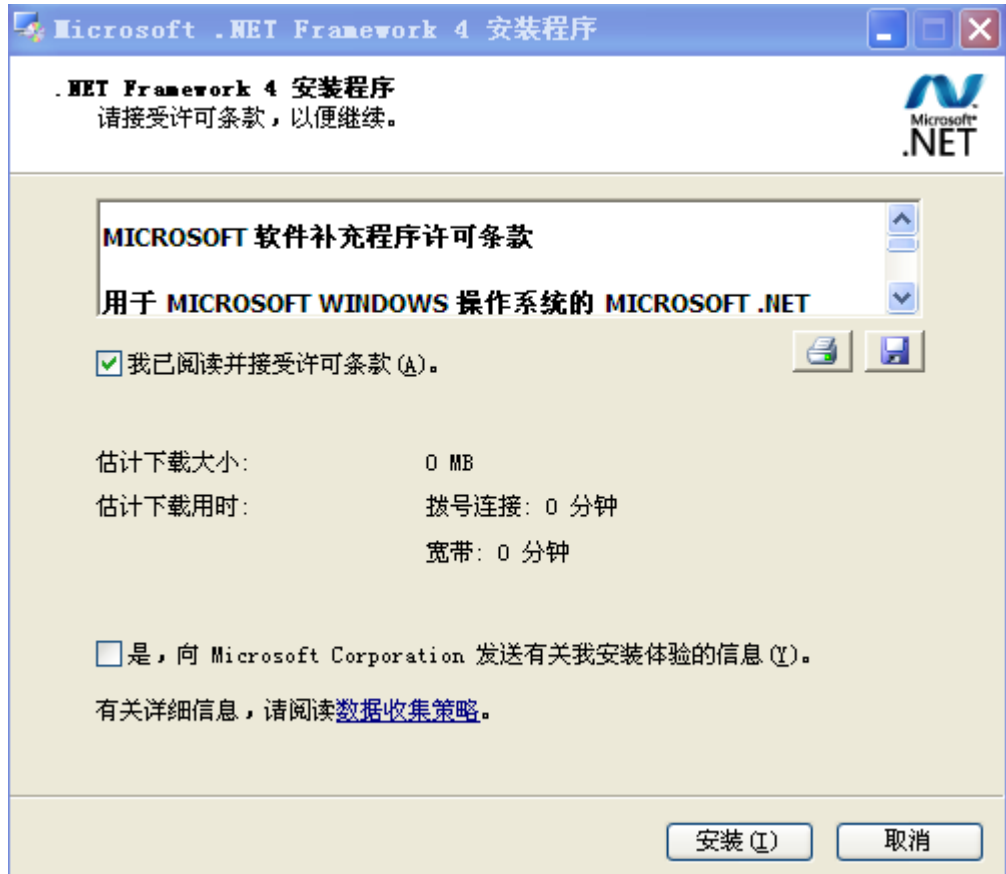 Microsoft .NET Framework 4 安装程序
.NET Framework 4 安装程序
请接受许可条款，以便继续。
Microsoft®
.NET
MICROSOFT 软件补充程序许可条款
用于 MICROSOFT WINDOWS 操作系统的 MICROSOFT .NET
我已阅读并接受许可条款(A)。
估计下载大小: 0 MB
估计下载用时: 拨号连接: 0 分钟
宽带: 0 分钟
是，向 Microsoft Corporation 发送有关我安装体验的信息(Y)。
有关详细信息，请阅读数据收集策略。
安装(I) 取消